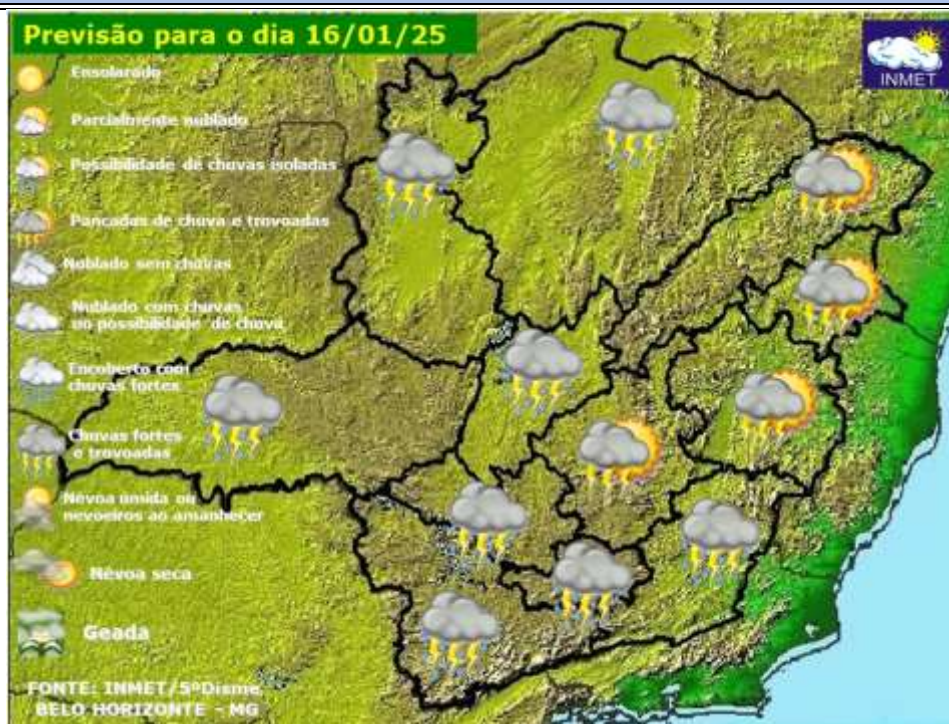 Previsão para o dia 16/01/25
INMET
Ensolarado
Parcialmente nublado
Possibilidade de chuvas isoladas
Pancadas de chuva e trovoadas
Nublado sem chuvas
Nublado com chuvas
ou possibilidade de chuva
Encoberto com
chuvas fortes
Chuvas fortes
e trovoadas
Névoa úmida ou
nevoeiros ao amanhecer
Névoa seca
Geada
FONTE: INMET/5ºDisme
BELO HORIZONTE - MG